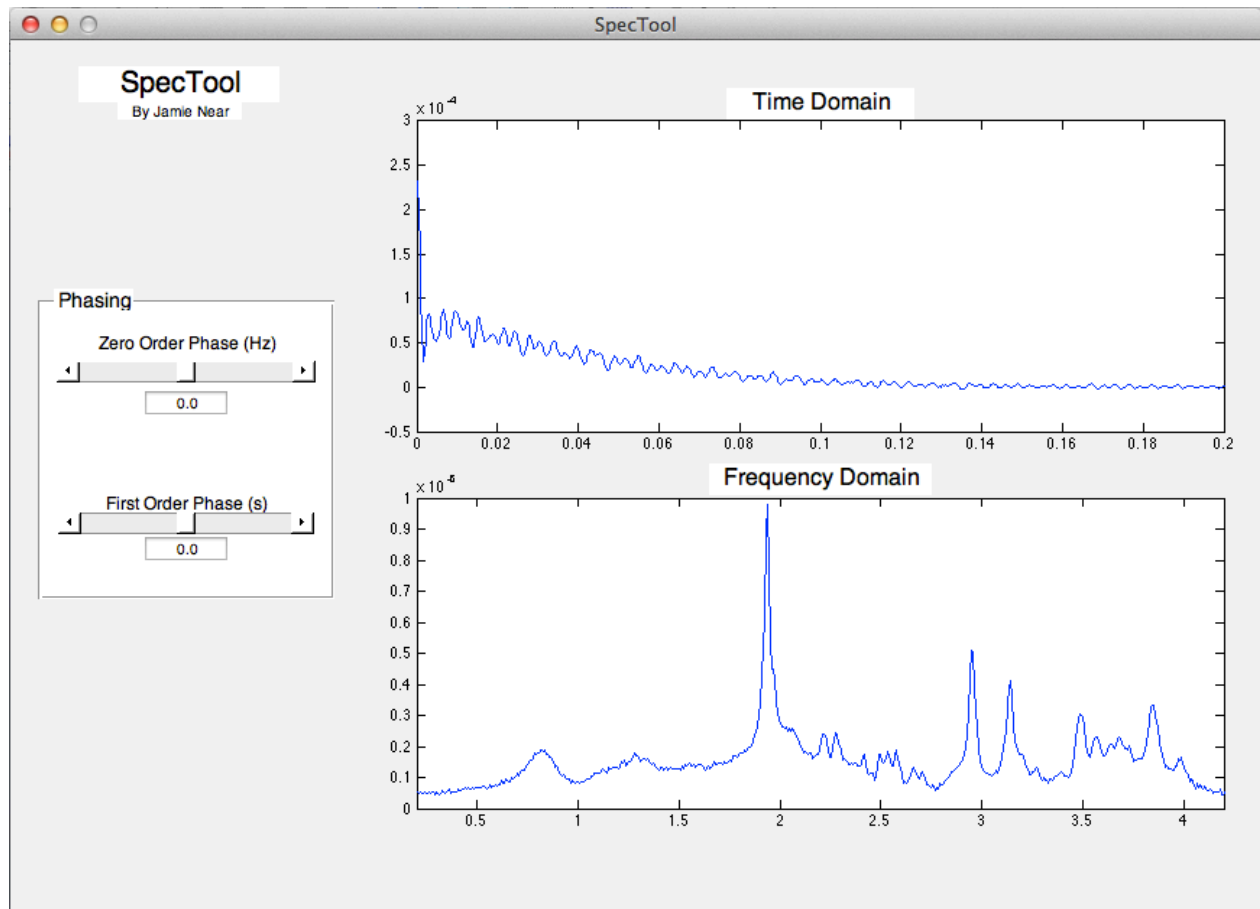 SpecTool
SpecTool
By Jamie Near
Phasing
Zero Order Phase (Hz)
0.0
First Order Phase (s)
0.0
Time Domain
x 10^-4
3
2.5
2
1.5
1
0.5
0
-0.5
0 0.02 0.04 0.06 0.08 0.1 0.12 0.14 0.16 0.18 0.2
Frequency Domain
x 10^-5
1
0.9
0.8
0.7
0.6
0.5
0.4
0.3
0.2
0.1
0
0.5 1 1.5 2 2.5 3 3.5 4